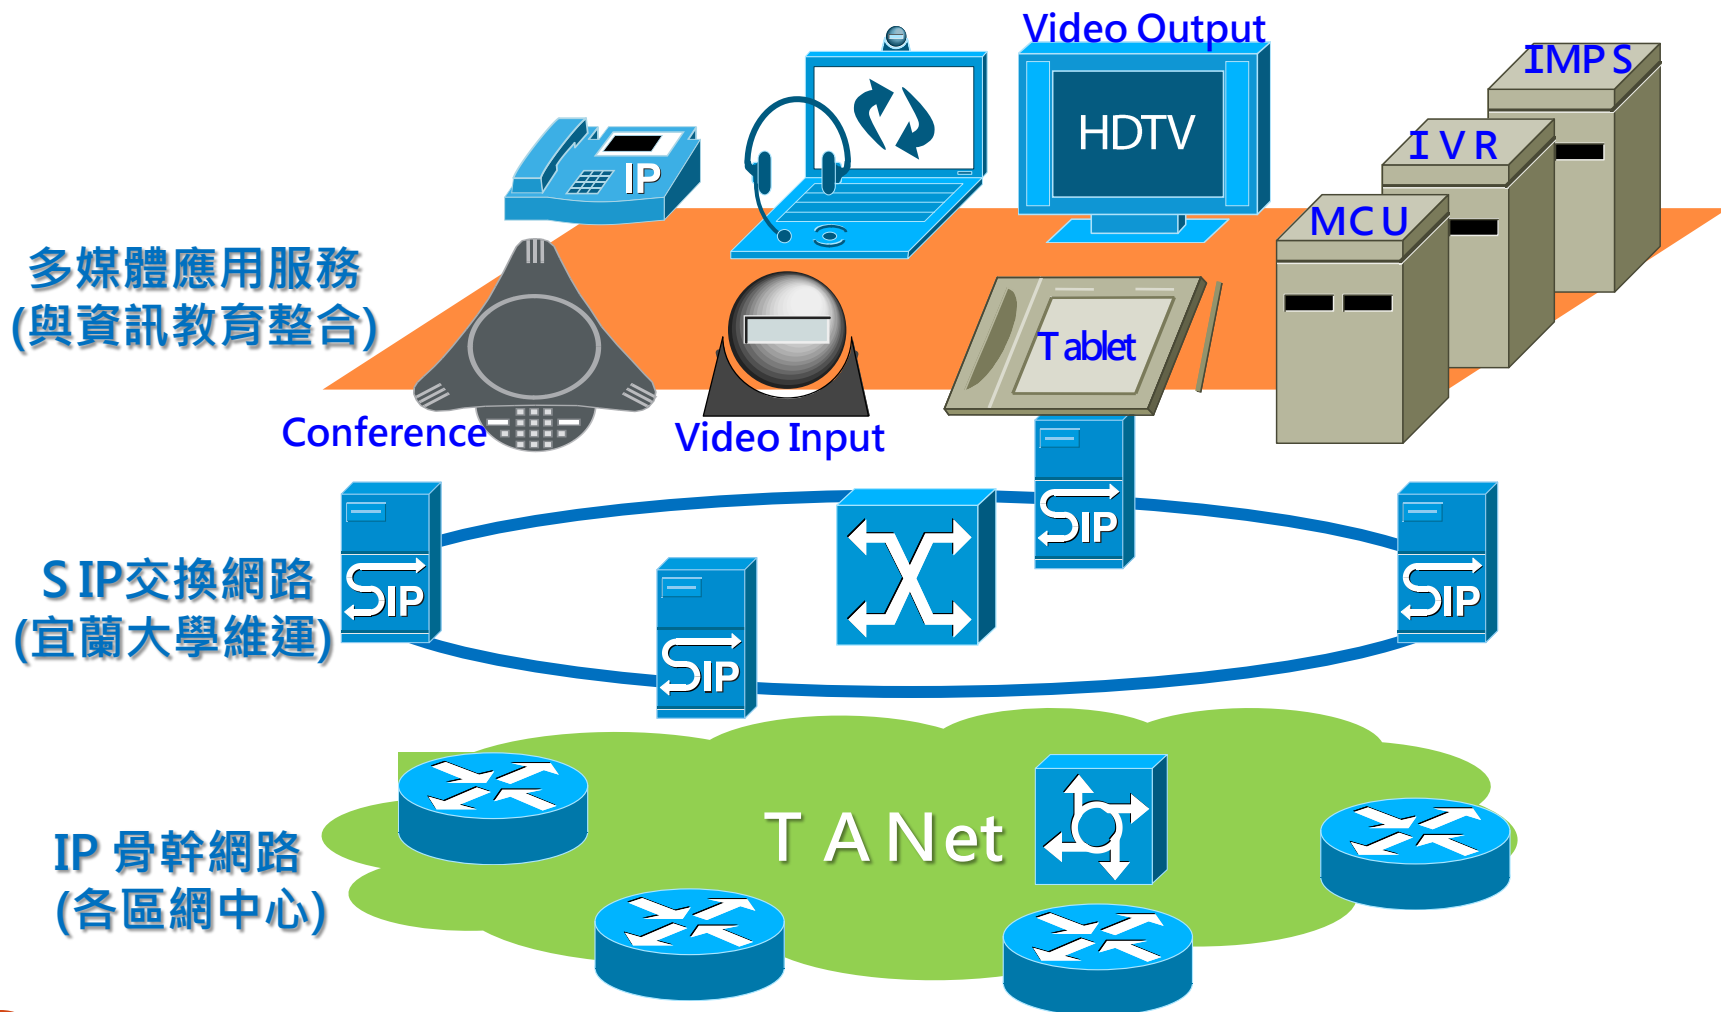 Video Output
IMPS
HDTV
IVR
IP
MCU
多媒體應用服務
(與資訊教育整合)
Tablet
Conference
Video Input
SIP
SIP交換網路
(宜蘭大學維運)
SIP
SIP
SIP
TANet
IP 骨幹網路
(各區網中心)